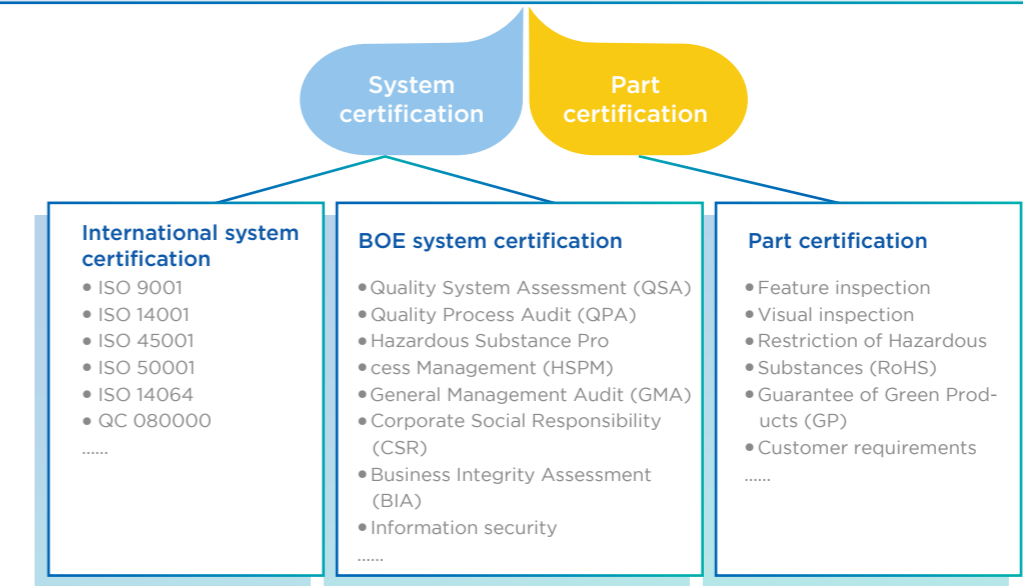 System
certification
Part
certification
International system
certification
● ISO 9001
● ISO 14001
● ISO 45001
● ISO 50001
● ISO 14064
● QC 080000
......
BOE system certification
● Quality System Assessment (QSA)
● Quality Process Audit (QPA)
● Hazardous Substance Pro
● cess Management (HSPM)
● General Management Audit (GMA)
● Corporate Social Responsibility
(CSR)
● Business Integrity Assessment
(BIA)
● Information security
......
Part certification
● Feature inspection
● Visual inspection
● Restriction of Hazardous
● Substances (RoHS)
● Guarantee of Green Prod-
ucts (GP)
● Customer requirements
......